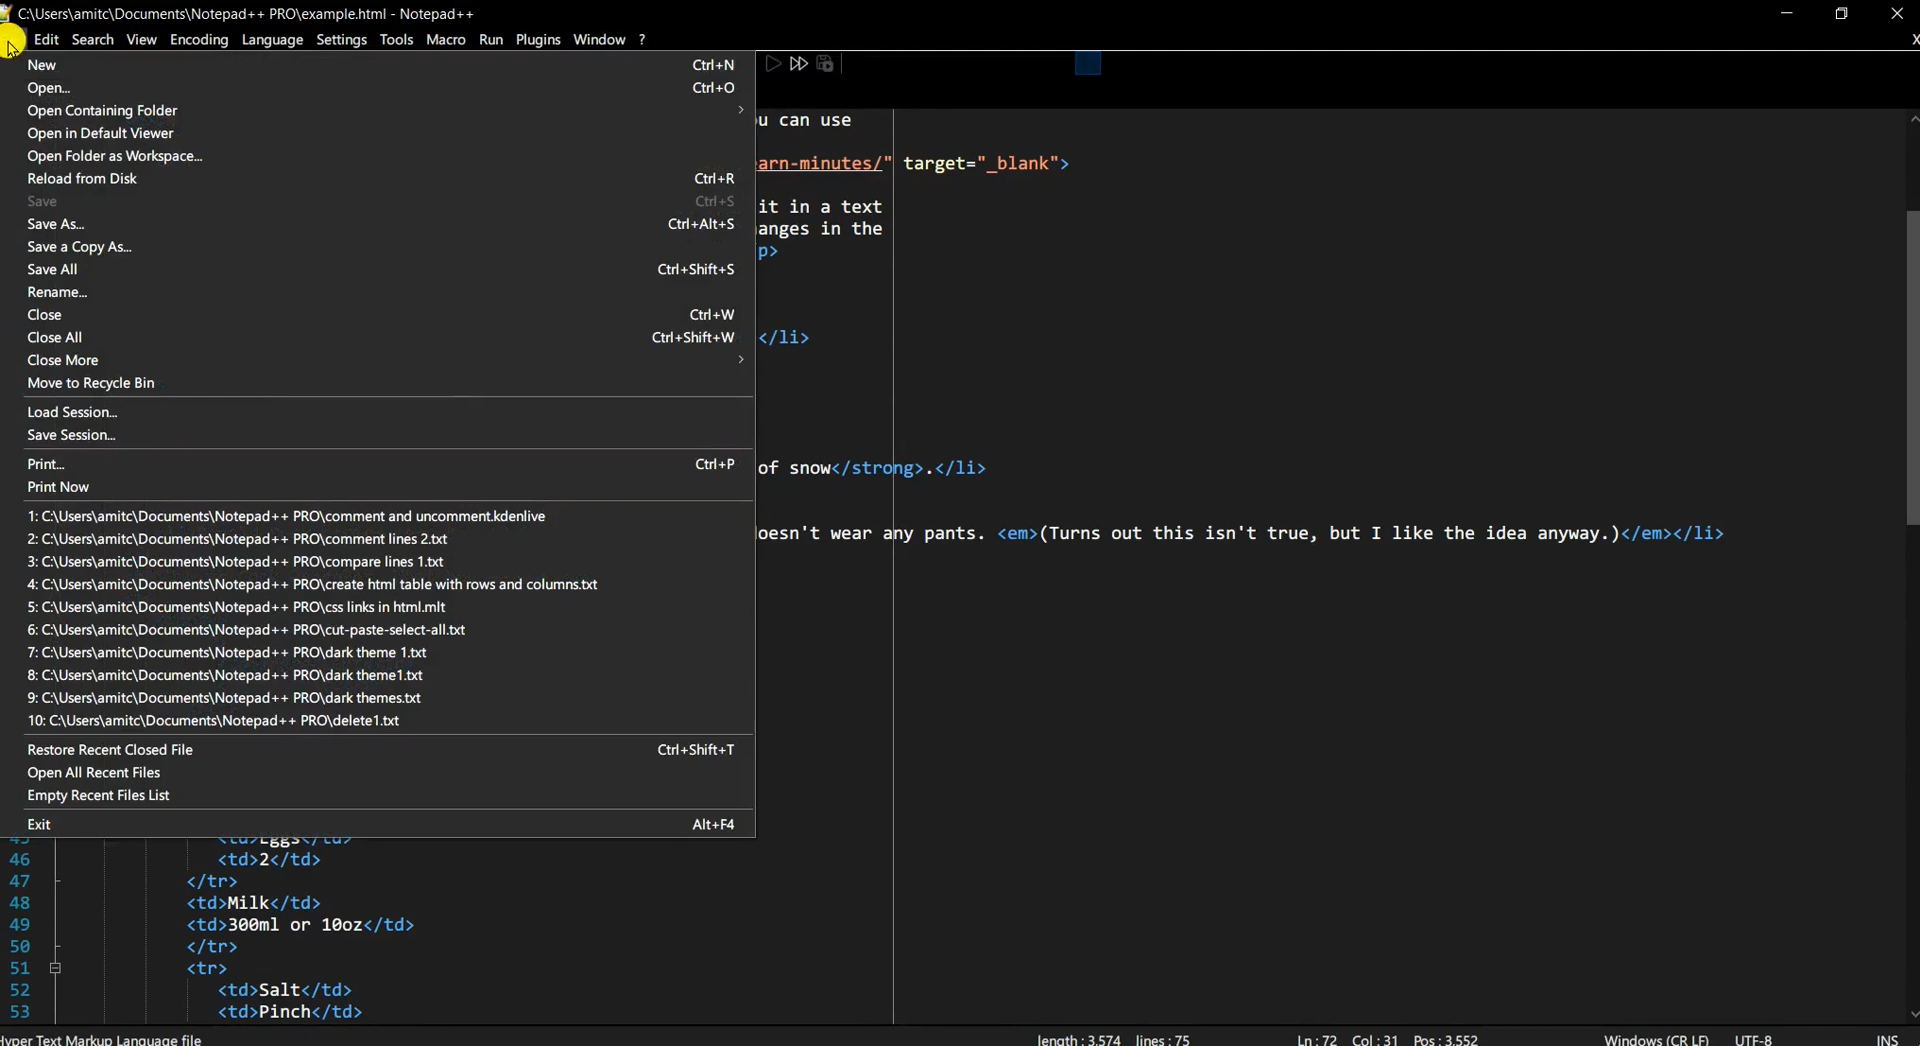 C:\Users\amitc\Documents\Notepad++ PRO\example.html - Notepad++
Edit Search View Encoding Language Settings Tools Macro Run Plugins Window ? X
New Ctrl+N
Open... Ctrl+O
Open Containing Folder >
Open in Default Viewer
Open Folder as Workspace...
Reload from Disk Ctrl+R
Save Ctrl+S
Save As... Ctrl+Alt+S
Save a Copy As...
Save All Ctrl+Shift+S
Rename...
Close Ctrl+W
Close All Ctrl+Shift+W
Close More >
Move to Recycle Bin
Load Session...
Save Session...
Print... Ctrl+P
Print Now
1: C:\Users\amitc\Documents\Notepad++ PRO\comment and uncomment.kdenlive
2: C:\Users\amitc\Documents\Notepad++ PRO\comment lines 2.txt
3: C:\Users\amitc\Documents\Notepad++ PRO\compare lines 1.txt
4: C:\Users\amitc\Documents\Notepad++ PRO\create html table with rows and columns.txt
5: C:\Users\amitc\Documents\Notepad++ PRO\css links in html.mlt
6: C:\Users\amitc\Documents\Notepad++ PRO\cut-paste-select-all.txt
7: C:\Users\amitc\Documents\Notepad++ PRO\dark theme 1.txt
8: C:\Users\amitc\Documents\Notepad++ PRO\dark theme1.txt
9: C:\Users\amitc\Documents\Notepad++ PRO\dark themes.txt
10: C:\Users\amitc\Documents\Notepad++ PRO\delete1.txt
Restore Recent Closed File Ctrl+Shift+T
Open All Recent Files
Empty Recent Files List
Exit Alt+F4
u can use
arn-minutes/" target="_blank">
it in a text
anges in the
p>
</li>
of snow</strong>.</li>
oesn't wear any pants. <em>(Turns out this isn't true, but I like the idea anyway.)</em></li>
45 <td>Eggs</td>
46 <td>2</td>
47 </tr>
48 <td>Milk</td>
49 <td>300ml or 10oz</td>
50 </tr>
51 <tr>
52 <td>Salt</td>
53 <td>Pinch</td>
Hyper Text Markup Language file length : 3,574 lines : 75 Ln : 72 Col : 31 Pos : 3,552 Windows (CR LF) UTF-8 INS